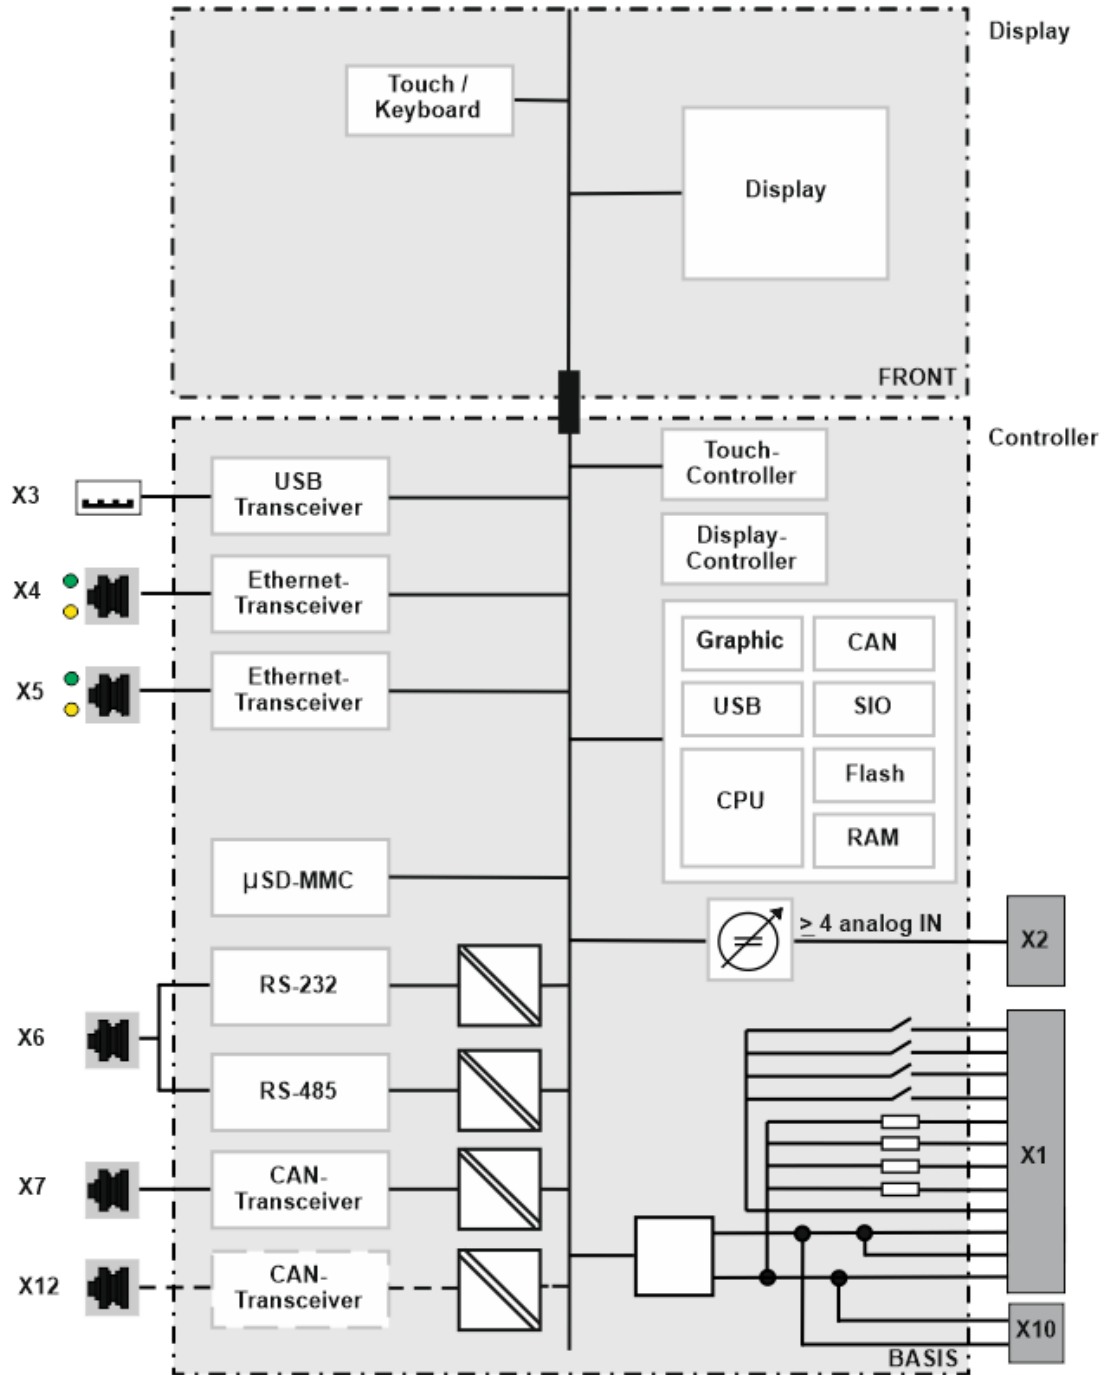 Display
Touch /
Keyboard
Display
FRONT
Controller
Touch-
Controller
X3
USB
Transceiver
Display-
Controller
X4
Ethernet-
Transceiver
Graphic
CAN
X5
Ethernet-
Transceiver
USB
SIO
CPU
Flash
RAM
µSD-MMC
≥ 4 analog IN
X2
RS-232
X6
RS-485
X1
X7
CAN-
Transceiver
X12
CAN-
Transceiver
X10
BASIS